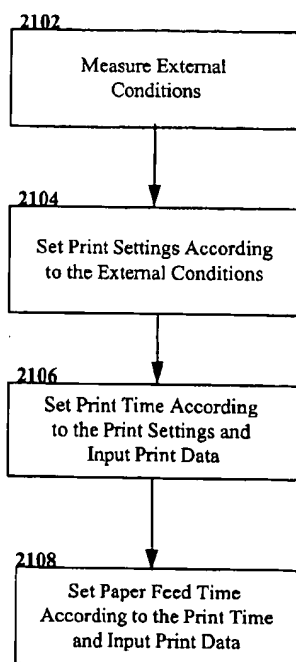 2102
Measure External
Conditions
2104
Set Print Settings According
to the External Conditions
2106
Set Print Time According
to the Print Settings and
Input Print Data
2108
Set Paper Feed Time
According to the Print Time
and Input Print Data